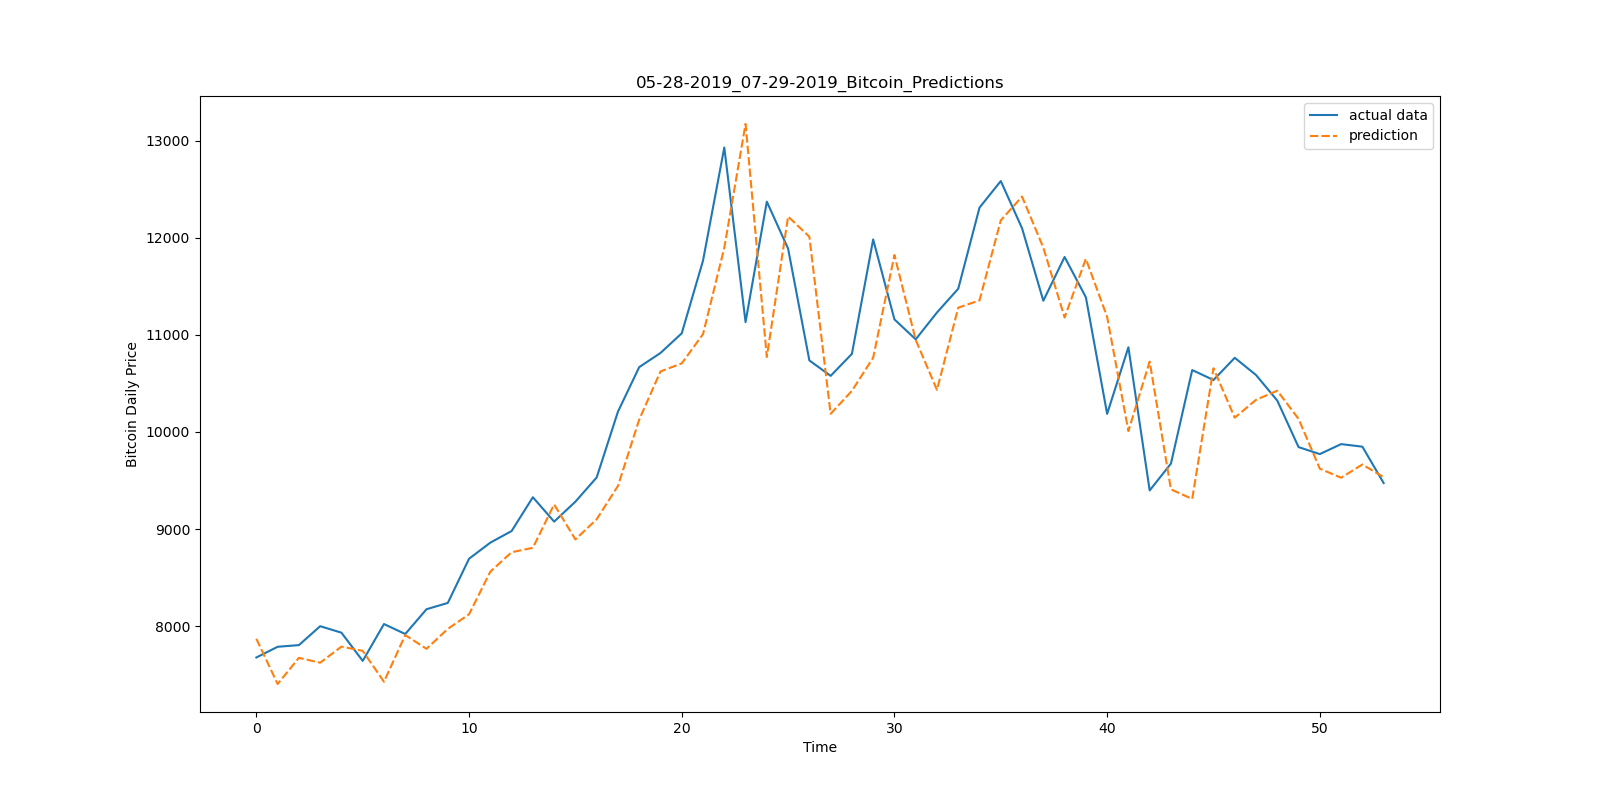 05-28-2019_07-29-2019_Bitcoin_Predictions
actual data
prediction
Bitcoin Daily Price
13000
12000
11000
10000
9000
8000
0 10 20 30 40 50
Time